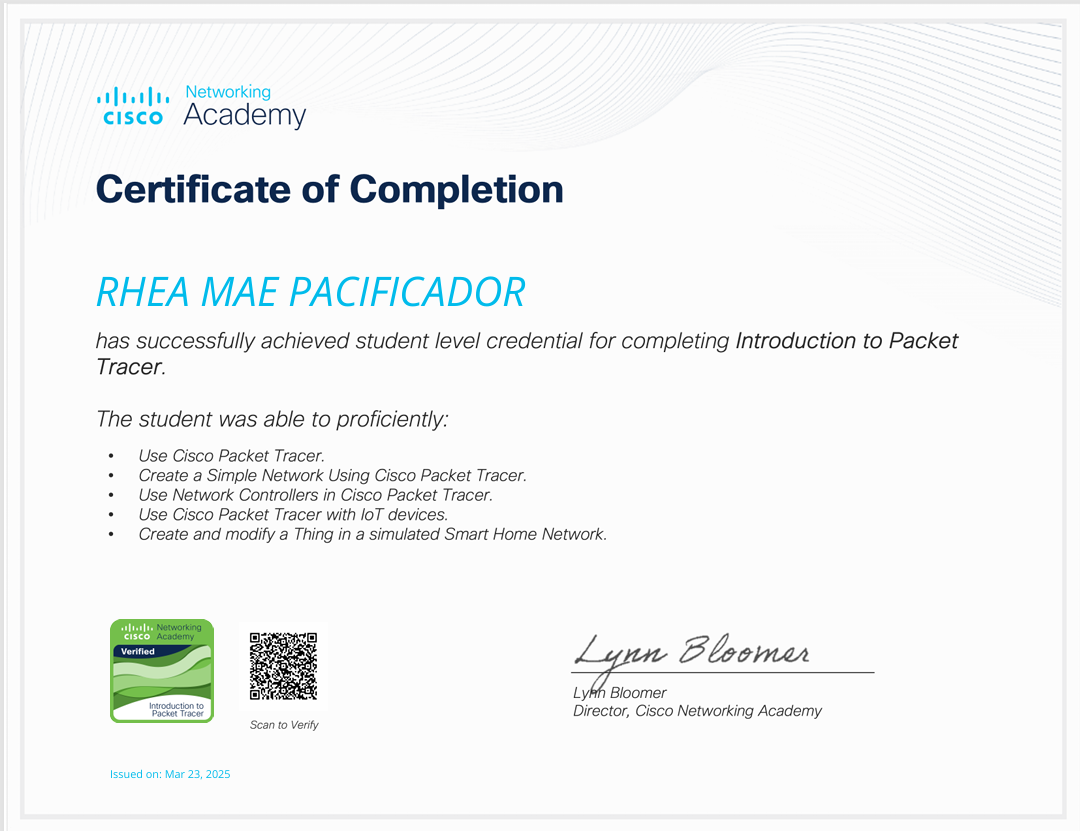 Networking
CISCO Academy
Certificate of Completion
RHEA MAE PACIFICADOR
has successfully achieved student level credential for completing Introduction to Packet
Tracer.
The student was able to proficiently:
• Use Cisco Packet Tracer.
• Create a Simple Network Using Cisco Packet Tracer.
• Use Network Controllers in Cisco Packet Tracer.
• Use Cisco Packet Tracer with IoT devices.
• Create and modify a Thing in a simulated Smart Home Network.
Networking
CISCO Academy
Verified
Introduction to
Packet Tracer
Scan to Verify
Lynn Bloomer
Lynn Bloomer
Director, Cisco Networking Academy
Issued on: Mar 23, 2025